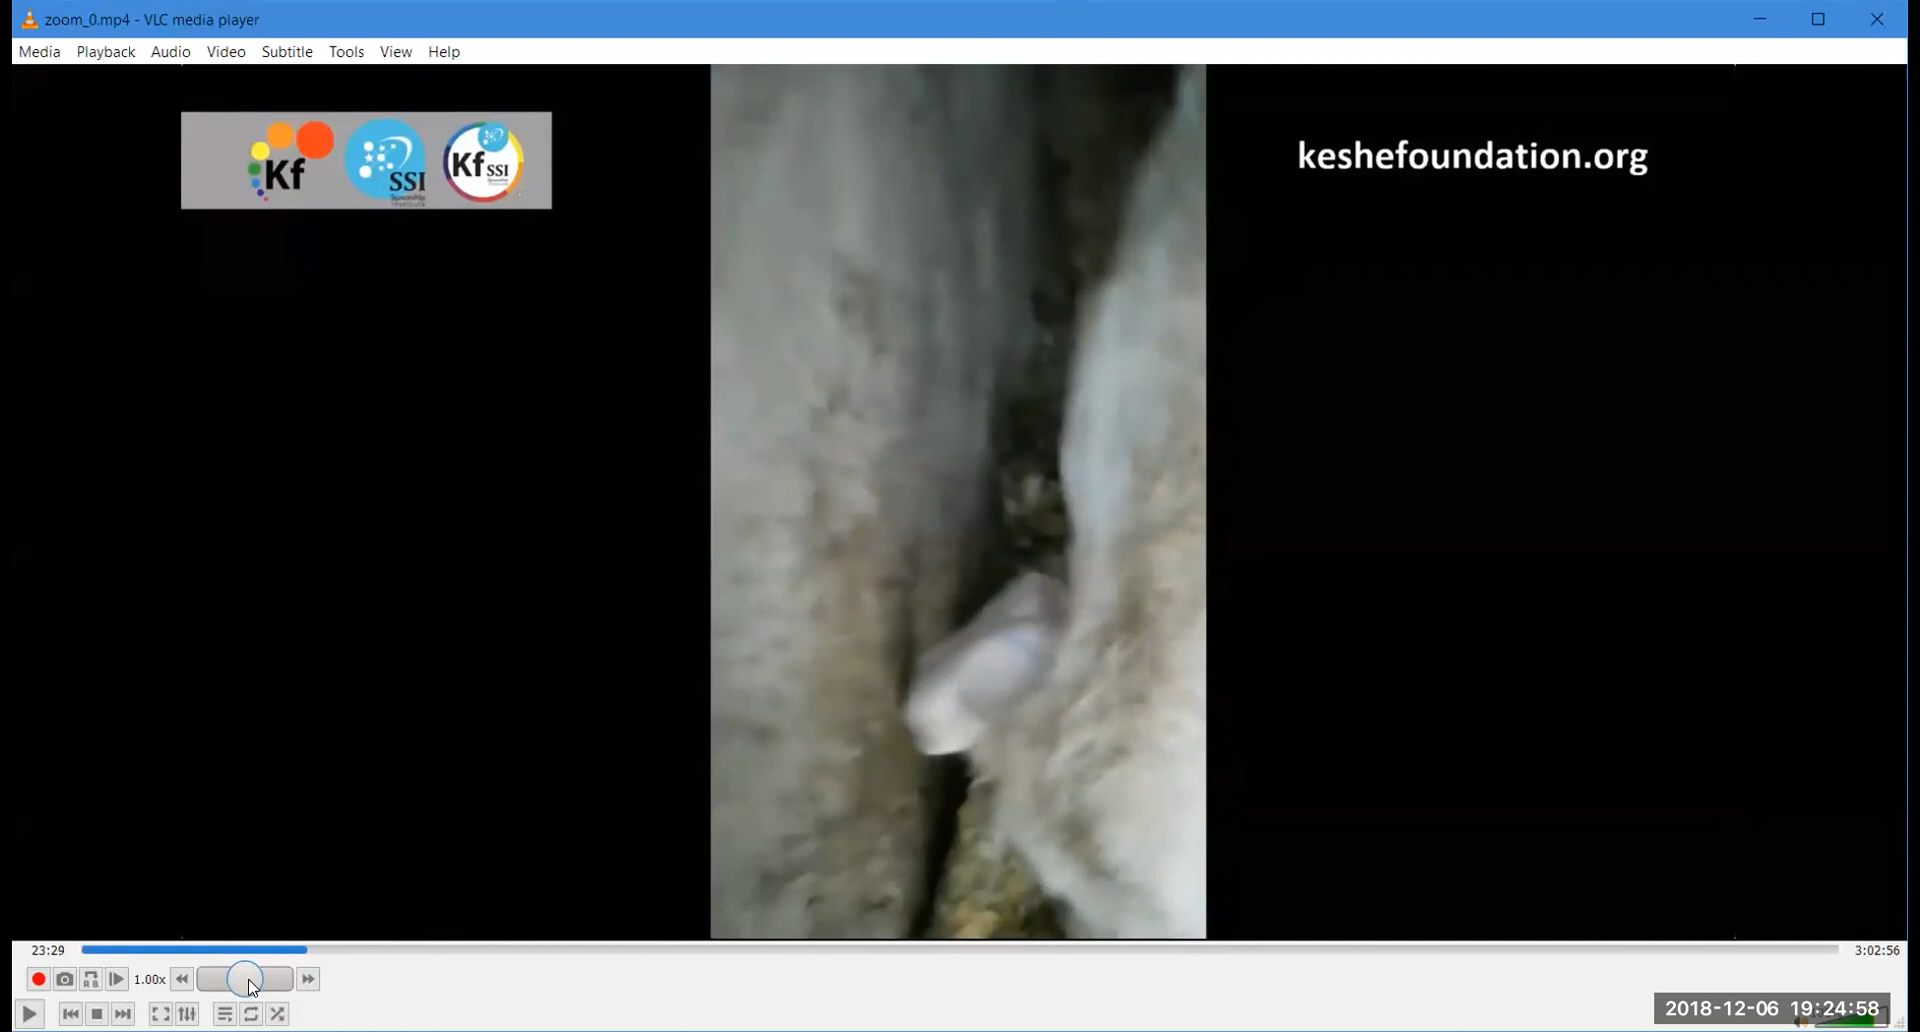 zoom_0.mp4 - VLC media player
Media Playback Audio Video Subtitle Tools View Help
Kf
SSI
Kf SSI
keshefoundation.org
23:29
3:02:56
1.00x
2018-12-06 19:24:58